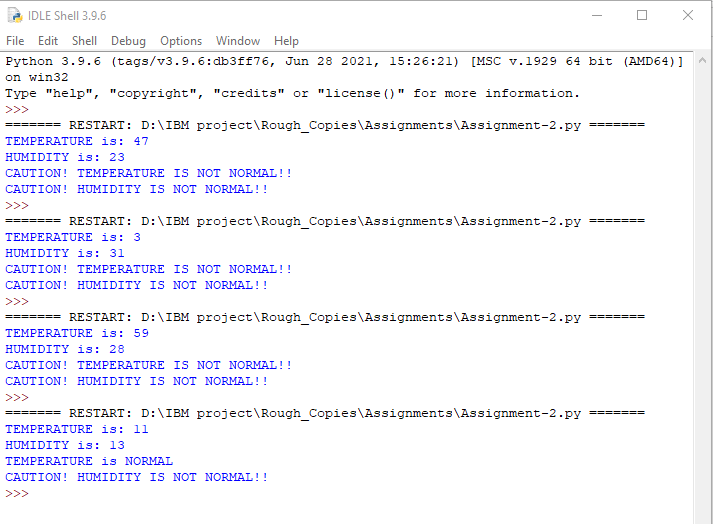 IDLE Shell 3.9.6
File Edit Shell Debug Options Window Help
Python 3.9.6 (tags/v3.9.6:db3ff76, Jun 28 2021, 15:26:21) [MSC v.1929 64 bit (AMD64)]
on win32
Type "help", "copyright", "credits" or "license()" for more information.
>>>
======= RESTART: D:\IBM project\Rough_Copies\Assignments\Assignment-2.py =======
TEMPERATURE is: 47
HUMIDITY is: 23
CAUTION! TEMPERATURE IS NOT NORMAL!!
CAUTION! HUMIDITY IS NOT NORMAL!!
>>>
======= RESTART: D:\IBM project\Rough_Copies\Assignments\Assignment-2.py =======
TEMPERATURE is: 3
HUMIDITY is: 31
CAUTION! TEMPERATURE IS NOT NORMAL!!
CAUTION! HUMIDITY IS NOT NORMAL!!
>>>
======= RESTART: D:\IBM project\Rough_Copies\Assignments\Assignment-2.py =======
TEMPERATURE is: 59
HUMIDITY is: 28
CAUTION! TEMPERATURE IS NOT NORMAL!!
CAUTION! HUMIDITY IS NOT NORMAL!!
>>>
======= RESTART: D:\IBM project\Rough_Copies\Assignments\Assignment-2.py =======
TEMPERATURE is: 11
HUMIDITY is: 13
TEMPERATURE is NORMAL
CAUTION! HUMIDITY IS NOT NORMAL!!
>>>